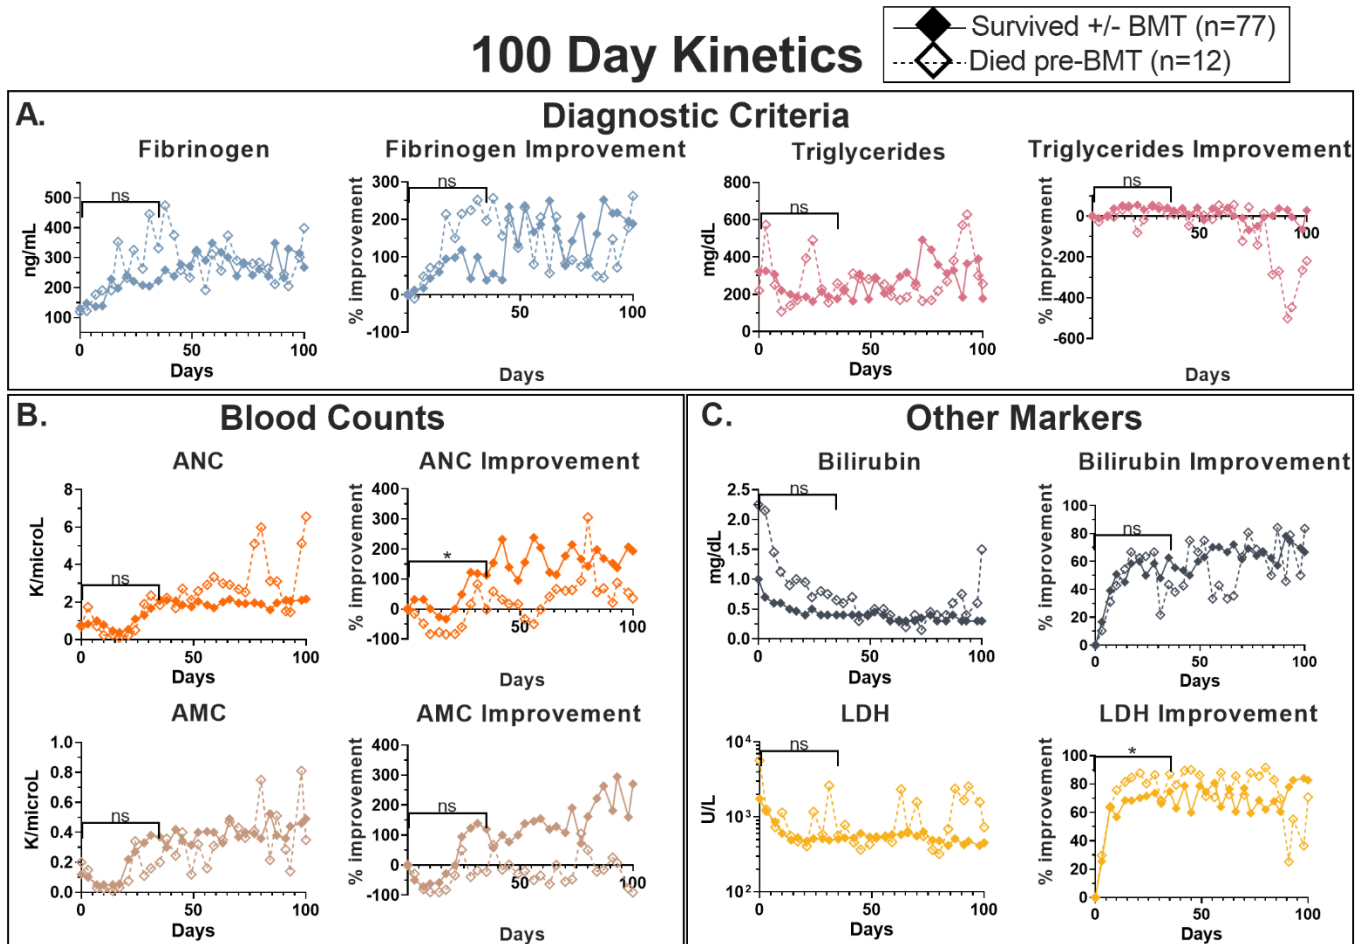 100 Day Kinetics
Survived +/- BMT (n=77)
Died pre-BMT (n=12)
A.
Diagnostic Criteria
Fibrinogen
ns
ng/mL
500
400
300
200
100
0
50
100
Days
Fibrinogen Improvement
ns
% improvement
300
200
100
0
-100
50
100
Days
Triglycerides
ns
mg/dL
800
600
400
200
0
0
50
100
Days
Triglycerides Improvement
ns
% improvement
0
-200
-400
-600
50
100
Days
B.
Blood Counts
ANC
ns
K/microL
8
6
4
2
0
0
50
100
Days
ANC Improvement
*
% improvement
400
300
200
100
0
-100
50
100
Days
AMC
ns
K/microL
1.0
0.8
0.6
0.4
0.2
0.0
0
50
100
Days
AMC Improvement
ns
% improvement
400
300
200
100
0
-100
50
100
Days
C.
Other Markers
Bilirubin
ns
mg/dL
2.5
2.0
1.5
1.0
0.5
0.0
0
50
100
Days
Bilirubin Improvement
ns
% improvement
100
80
60
40
20
0
0
50
100
Days
LDH
ns
U/L
10⁴
10³
10²
0
50
100
Days
LDH Improvement
*
% improvement
100
80
60
40
20
0
0
50
100
Days